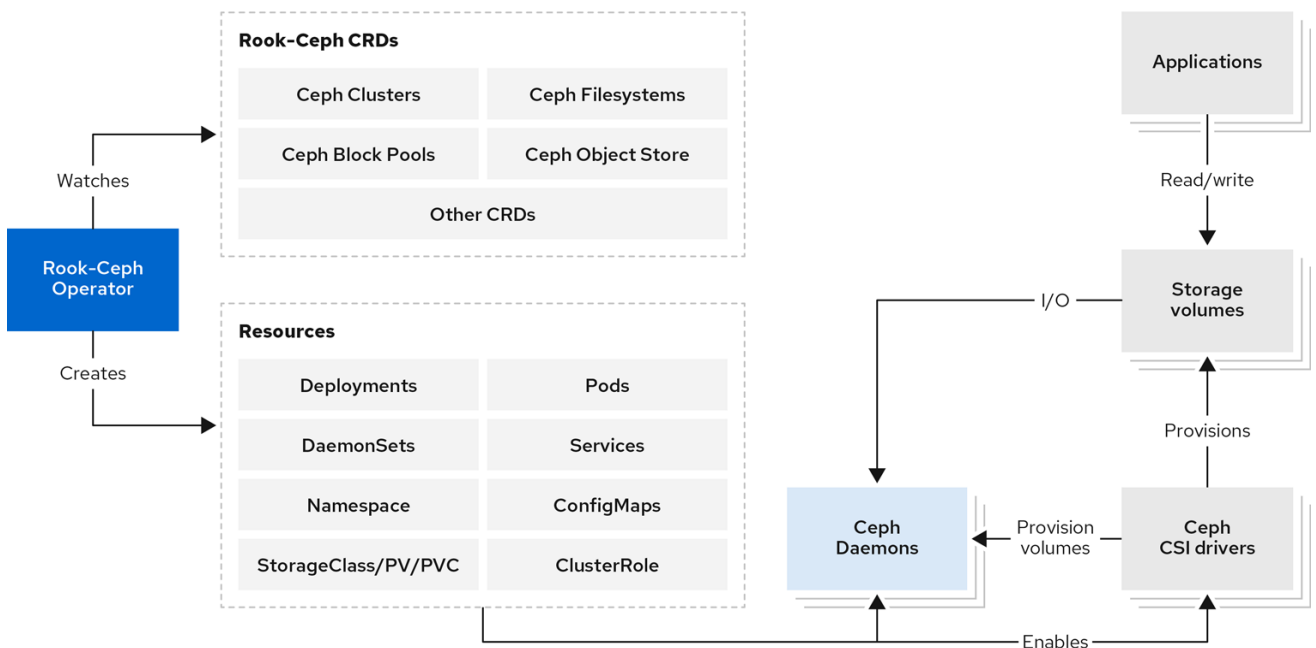 Rook-Ceph CRDs
Ceph Clusters
Ceph Filesystems
Ceph Block Pools
Ceph Object Store
Other CRDs
Watches
Rook-Ceph
Operator
Creates
Resources
Deployments
Pods
DaemonSets
Services
Namespace
ConfigMaps
StorageClass/PV/PVC
ClusterRole
Applications
Read/write
Storage
volumes
I/O
Provisions
Ceph
Daemons
Provision
volumes
Ceph
CSI drivers
Enables